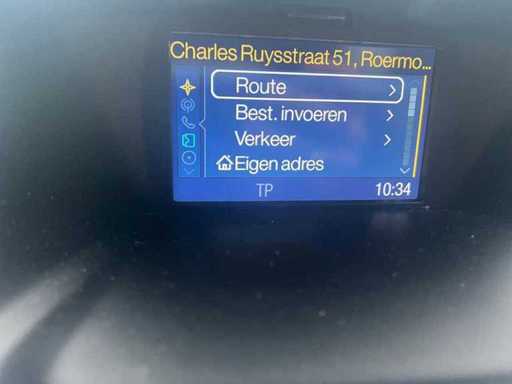 Charles Ruysstraat 51, Roermo...
Route
Best. invoeren
Verkeer
Eigen adres
TP 10:34